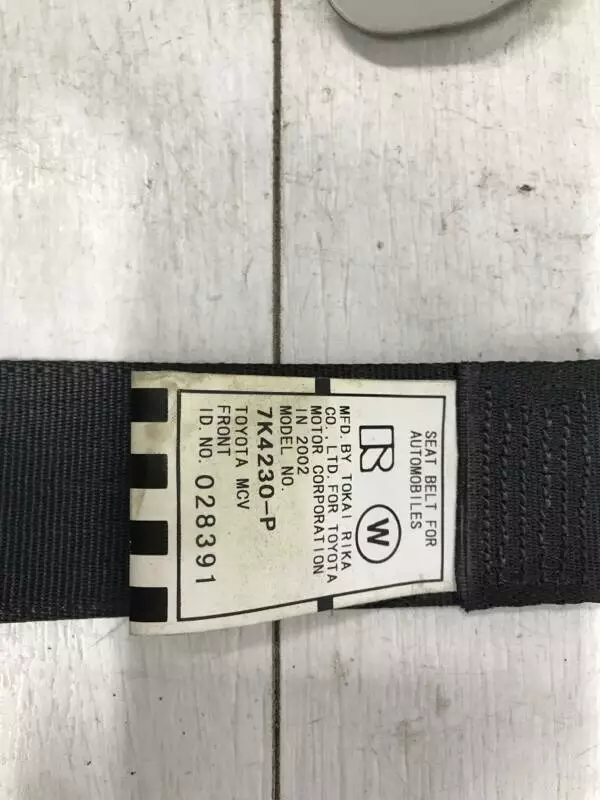 SEAT BELT FOR
AUTOMOBILES
R W
MFD. BY TOKAI RIKA
CO., LTD. FOR TOYOTA
MOTOR CORPORATION
IN 2002
MODEL NO.
7K4230-P
TOYOTA MCV
FRONT
ID.NO. 028391